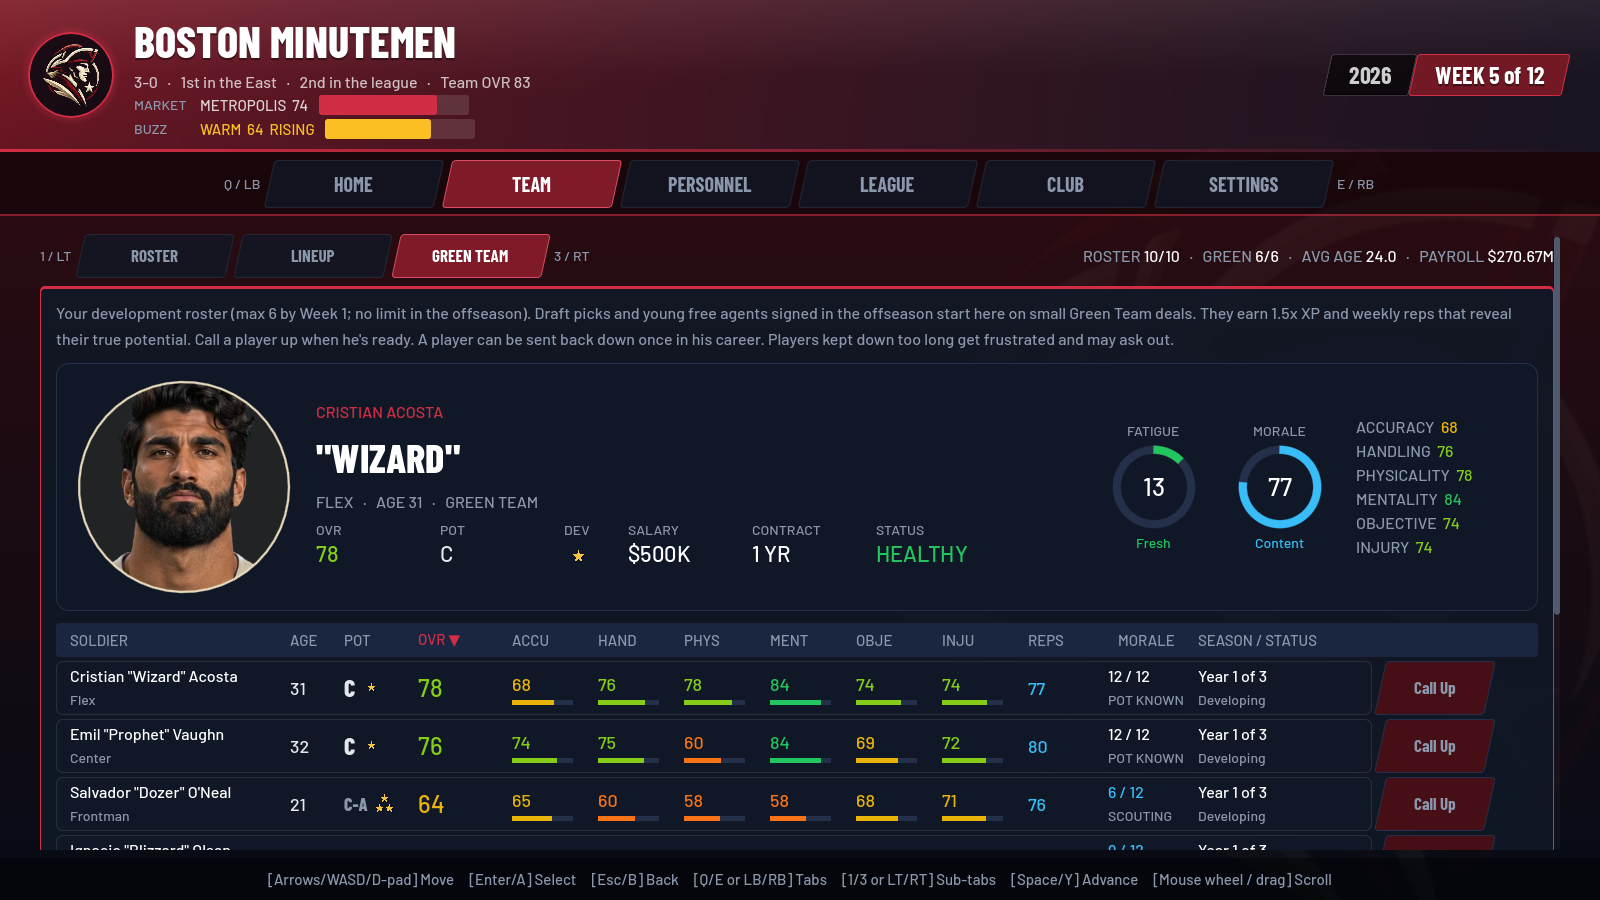 BOSTON MINUTEMEN
3-0 · 1st in the East · 2nd in the league · Team OVR 83
MARKET METROPOLIS 74
BUZZ WARM 64 RISING
2026 WEEK 5 of 12
Q / LB HOME TEAM PERSONNEL LEAGUE CLUB SETTINGS E / RB
1 / LT ROSTER LINEUP GREEN TEAM 3 / RT
ROSTER 10/10 · GREEN 6/6 · AVG AGE 24.0 · PAYROLL $270.67M
Your development roster (max 6 by Week 1; no limit in the offseason). Draft picks and young free agents signed in the offseason start here on small Green Team deals. They earn 1.5x XP and weekly reps that reveal
their true potential. Call a player up when he's ready. A player can be sent back down once in his career. Players kept down too long get frustrated and may ask out.
CRISTIAN ACOSTA
"WIZARD"
FLEX · AGE 31 · GREEN TEAM
OVR POT DEV SALARY CONTRACT STATUS
78 C $500K 1 YR HEALTHY
FATIGUE MORALE
13 77
Fresh Content
ACCURACY 68
HANDLING 76
PHYSICALITY 78
MENTALITY 84
OBJECTIVE 74
INJURY 74
SOLDIER AGE POT OVR ▼ ACCU HAND PHYS MENT OBJE INJU REPS MORALE SEASON / STATUS
Cristian "Wizard" Acosta 31 C 78 68 76 78 84 74 74 77 12 / 12 Year 1 of 3 Call Up
Flex POT KNOWN Developing
Emil "Prophet" Vaughn 32 C 76 74 75 60 84 69 72 80 12 / 12 Year 1 of 3 Call Up
Center POT KNOWN Developing
Salvador "Dozer" O'Neal 21 C-A 64 65 60 58 58 68 71 76 6 / 12 Year 1 of 3 Call Up
Frontman SCOUTING Developing
[Arrows/WASD/D-pad] Move [Enter/A] Select [Esc/B] Back [Q/E or LB/RB] Tabs [1/3 or LT/RT] Sub-tabs [Space/Y] Advance [Mouse wheel / drag] Scroll